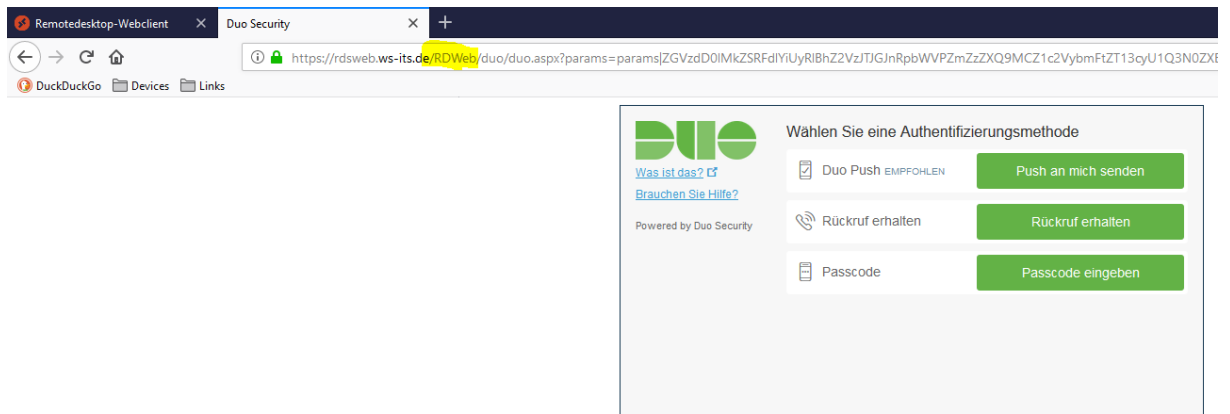 Remotedesktop-Webclient
Duo Security
https://rdsweb.ws-its.de/RDWeb/duo/duo.aspx?params=params|
DuckDuckGo Devices Links
DUO
Wählen Sie eine Authentifizierungsmethode
Was ist das?
Brauchen Sie Hilfe?
Powered by Duo Security
Duo Push EMPFOHLEN Push an mich senden
Rückruf erhalten Rückruf erhalten
Passcode Passcode eingeben